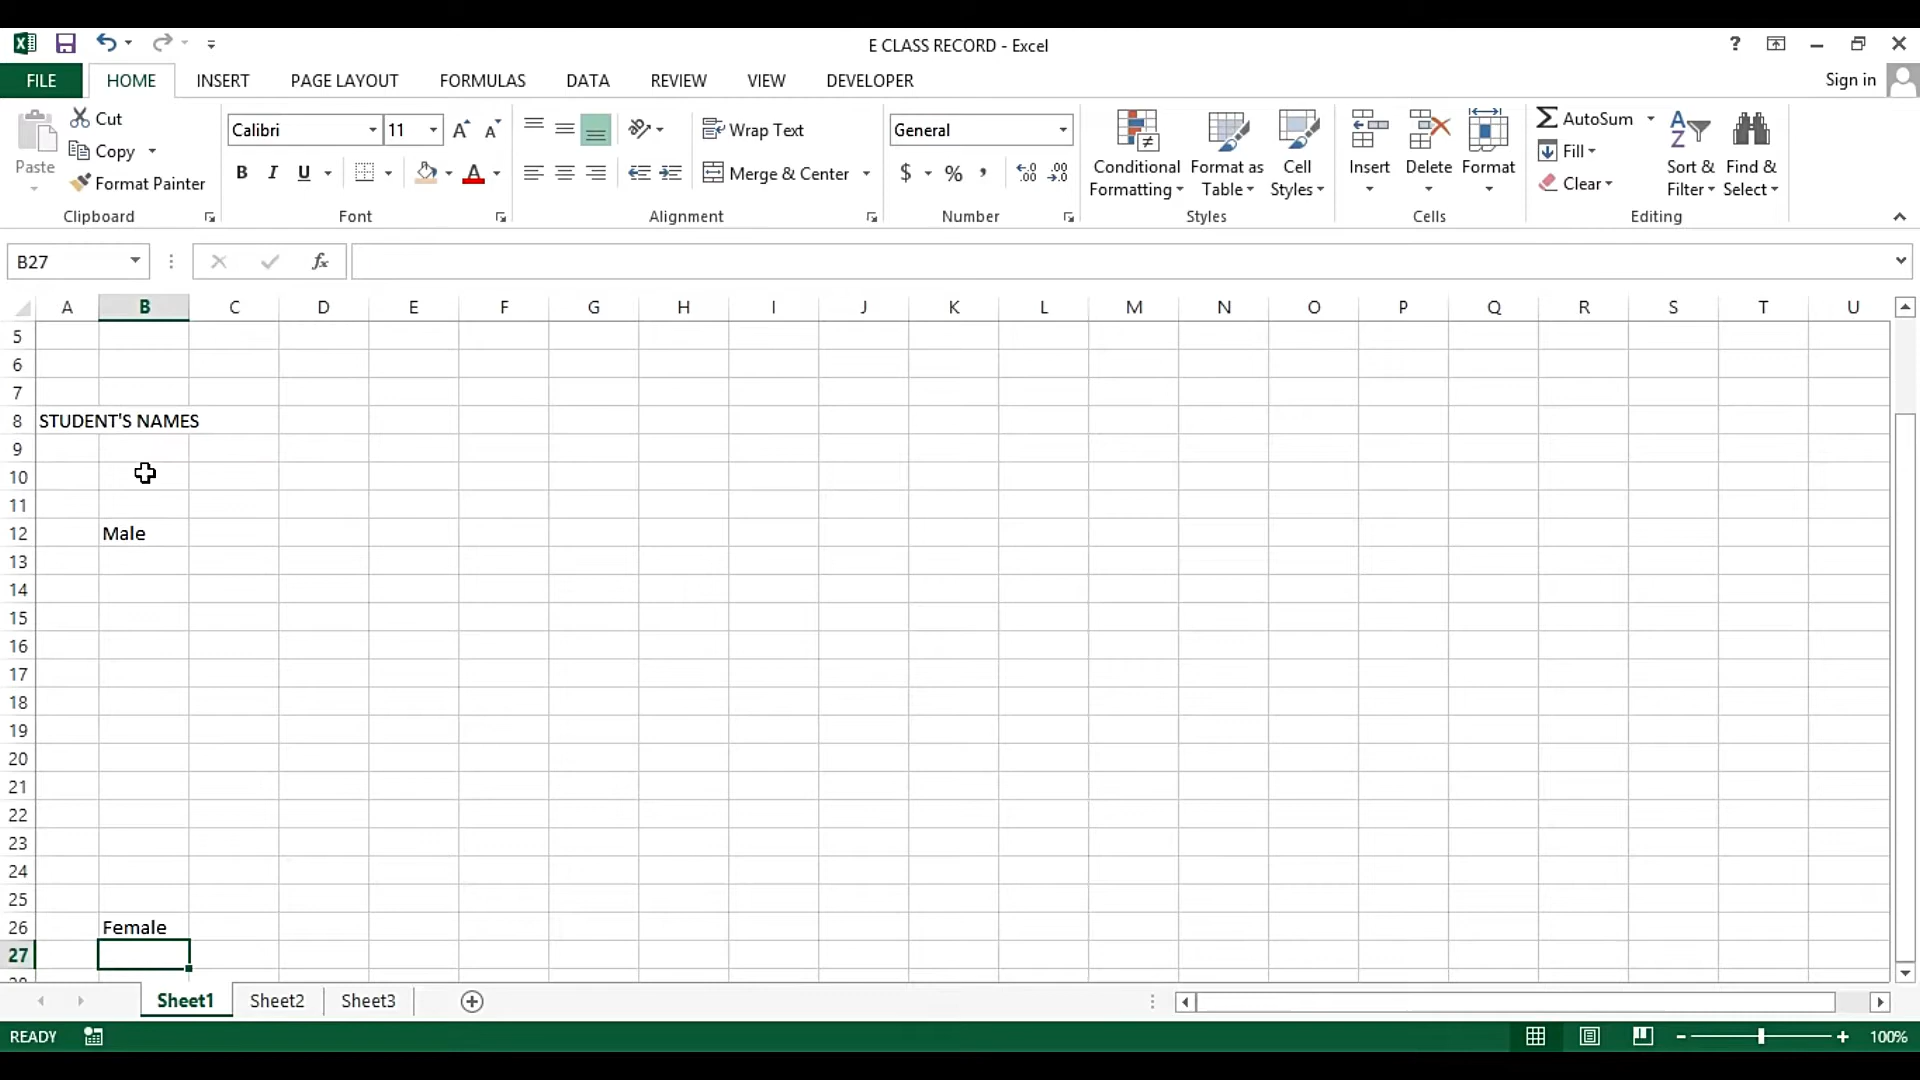 E CLASS RECORD - Excel
?
FILE HOME INSERT PAGE LAYOUT FORMULAS DATA REVIEW VIEW DEVELOPER Sign in
Paste Cut Copy Format Painter
Calibri 11 A A
B I U A
Wrap Text
Merge & Center
General
$ % , .0 .00
Conditional Formatting Format as Table Cell Styles
Insert Delete Format
AutoSum
Fill
Clear
Sort & Filter Find & Select
Clipboard Font Alignment Number Styles Cells Editing
B27 fx
A B C D E F G H I J K L M N O P Q R S T U
5
6
7
8 STUDENT'S NAMES
9
10
11
12 Male
13
14
15
16
17
18
19
20
21
22
23
24
25
26 Female
27
Sheet1 Sheet2 Sheet3
READY 100%